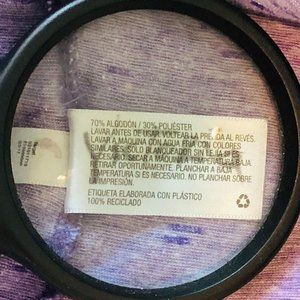 70% ALGODÓN / 30% POLIÉSTER
LAVAR ANTES DE USAR. VOLTEAR LA PRENDA AL REVÉS.
LAVAR A MÁQUINA CON AGUA FRÍA CON COLORES
SIMILARES. SOLO BLANQUEADOR SIN LEJÍA SI ES
NECESARIO. SECAR A MÁQUINA A TEMPERATURA BAJA
RETIRAR OPORTUNAMENTE. PLANCHAR A BAJA
TEMPERATURA SI ES NECESARIO. NO PLANCHAR SOBRE
LA IMPRESIÓN.
ETIQUETA ELABORADA CON PLÁSTICO
100% RECICLADO